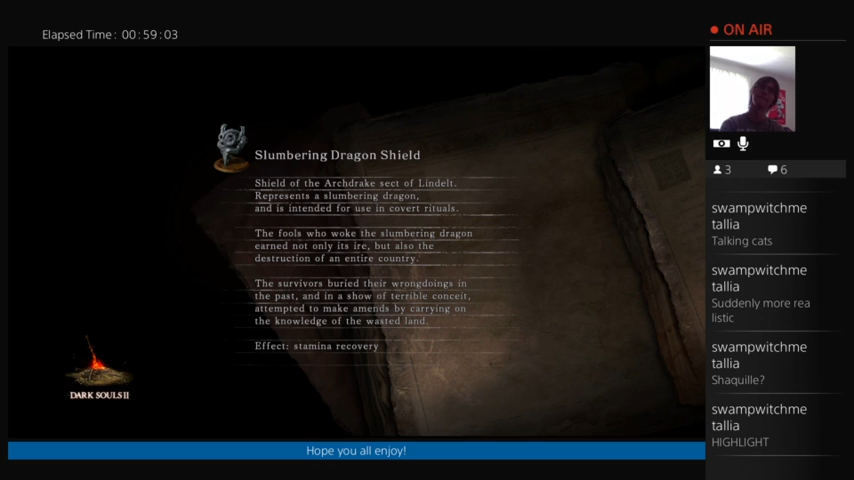 Elapsed Time: 00:59:03
ON AIR
3
6
Slumbering Dragon Shield
Shield of the Archdrake sect of Lindelt.
Represents a slumbering dragon,
and is intended for use in covert rituals.
The fools who woke the slumbering dragon
earned not only its ire, but also the
destruction of an entire country.
The survivors buried their wrongdoings in
the past, and in a show of terrible conceit,
attempted to make amends by carrying on
the knowledge of the wasted land.
Effect: stamina recovery
DARK SOULS II
Hope you all enjoy!
swampwitchme
tallia
Talking cats
swampwitchme
tallia
Suddenly more rea
listic
swampwitchme
tallia
Shaquille?
swampwitchme
tallia
HIGHLIGHT